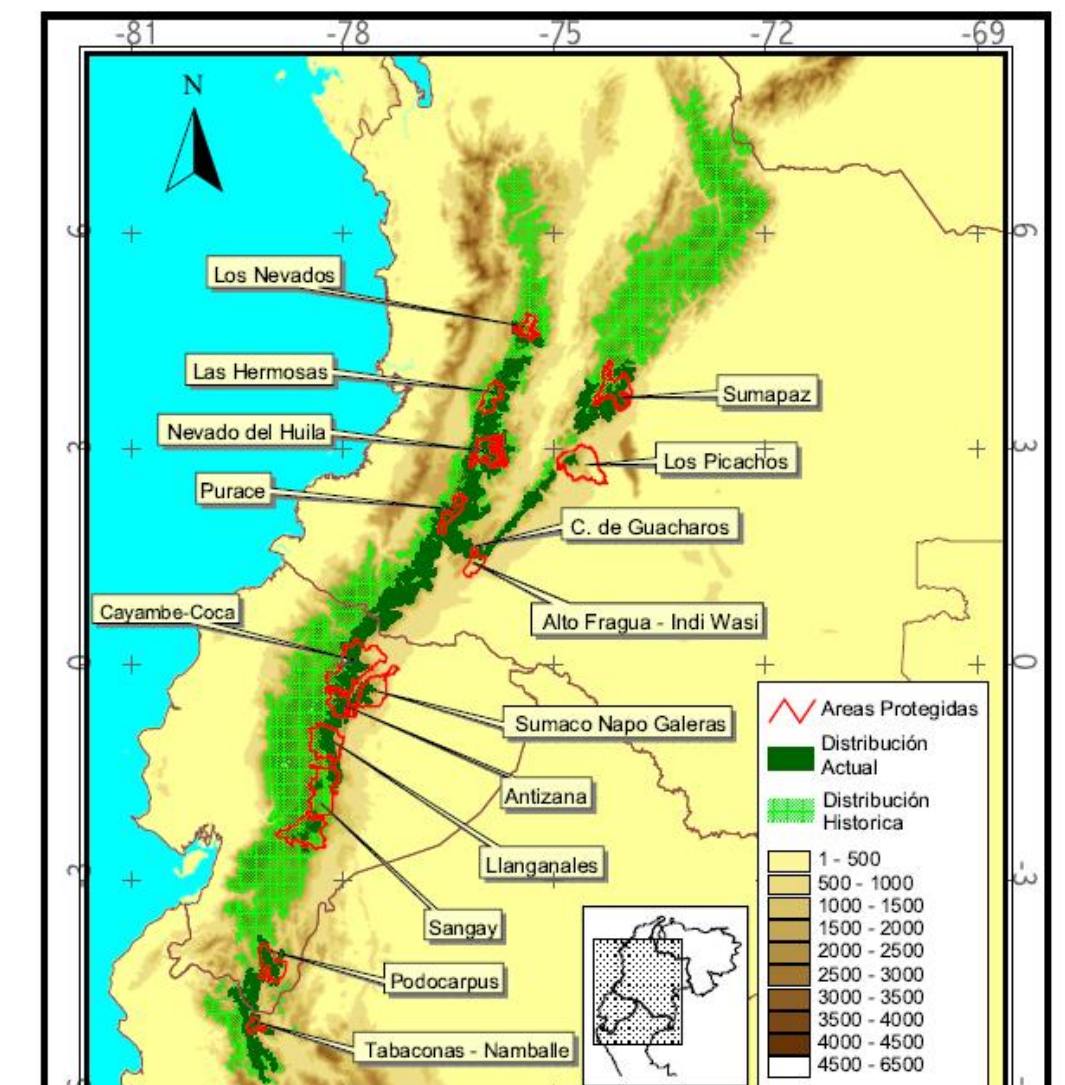 -81 -78 -75 -72 -69
N
6 6
Los Nevados
Las Hermosas
Sumapaz
Nevado del Huila
3 3
Los Picachos
Purace
C. de Guacharos
Cayambe-Coca
Alto Fragua - Indi Wasi
0 0
Sumaco Napo Galeras
Antizana
Llanganales
-3
Sangay
Podocarpus
Tabaconas - Namballe
Areas Protegidas
Distribución
Actual
Distribución
Historica
1 - 500
500 - 1000
1000 - 1500
1500 - 2000
2000 - 2500
2500 - 3000
3000 - 3500
3500 - 4000
4000 - 4500
4500 - 6500